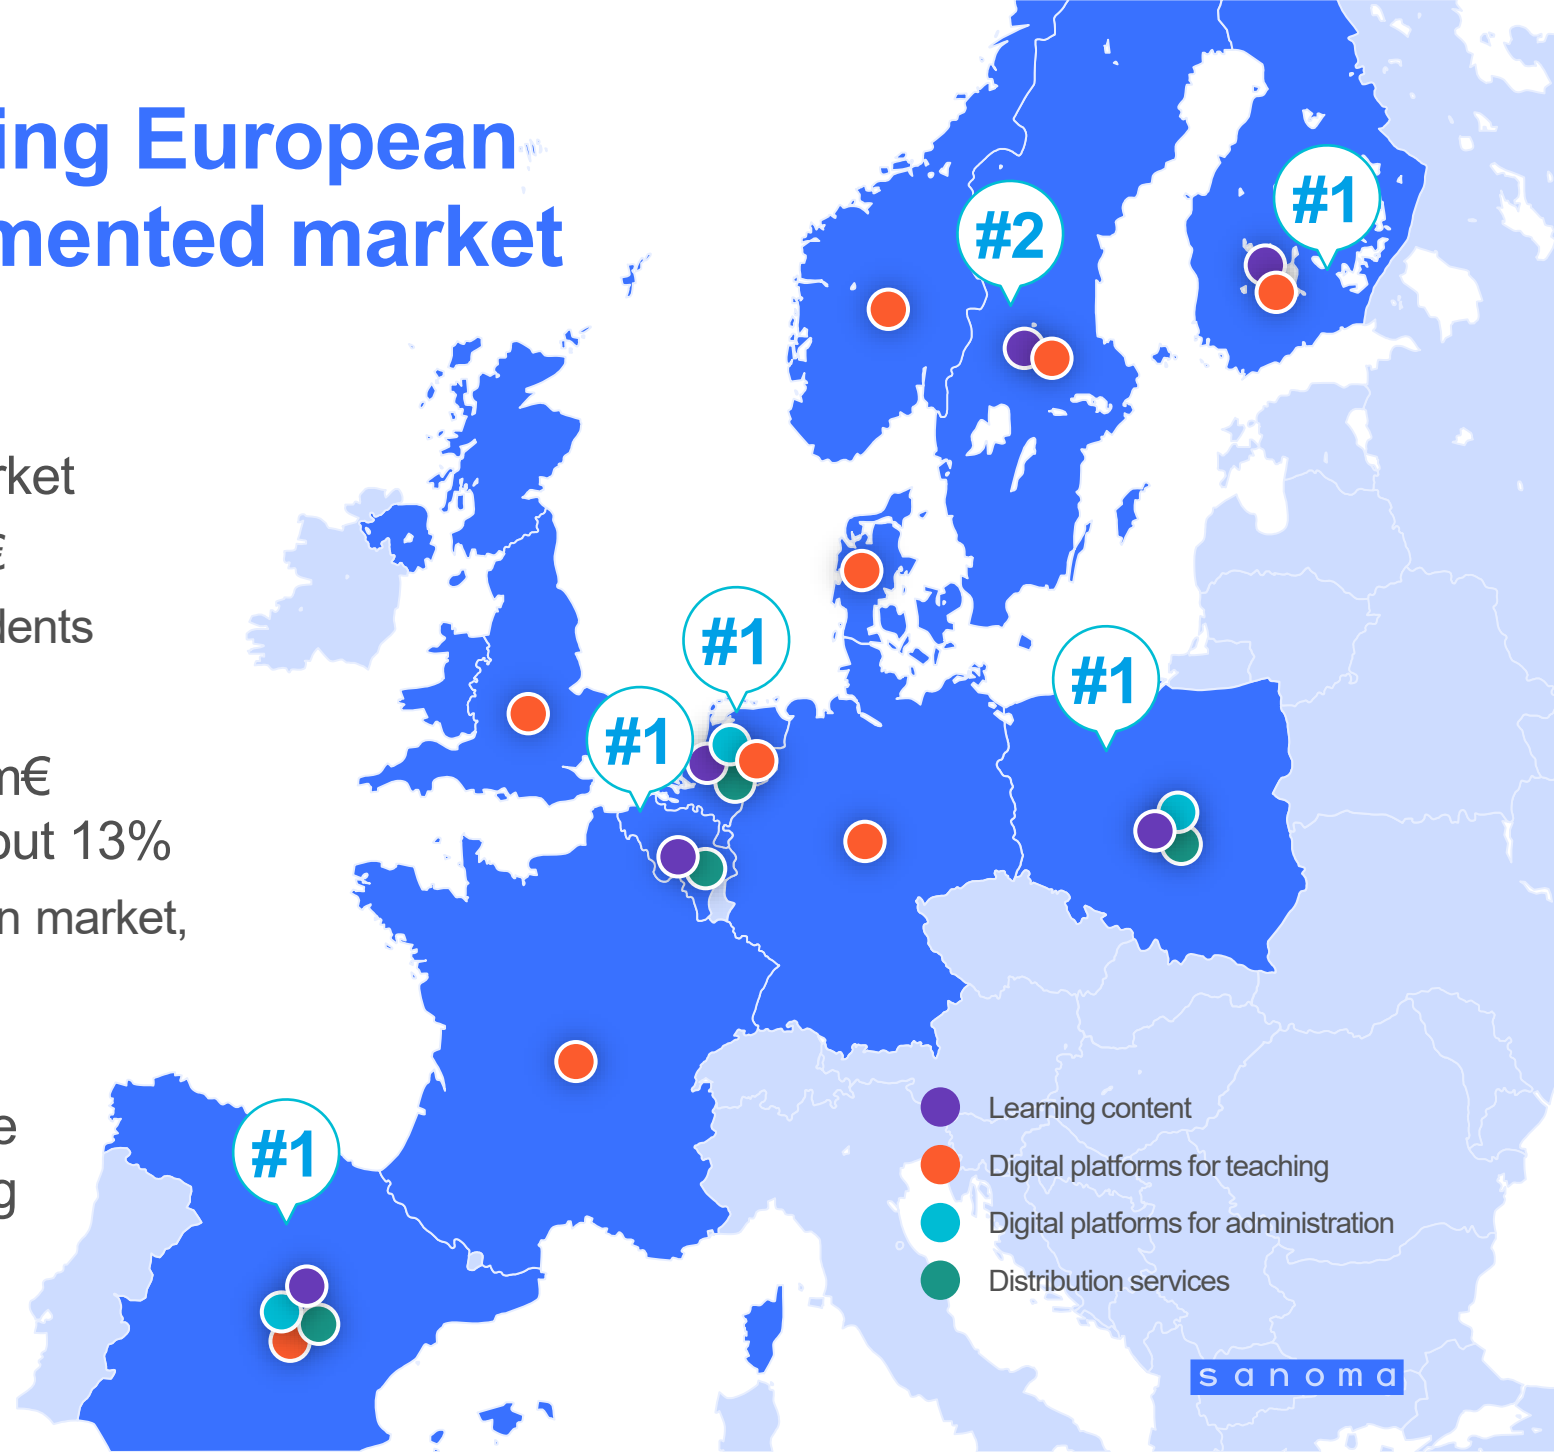 ing European
mented market
rket
€
dents
m€
out 13%
n market,
e
g
#1
#2
#1
#1
#1
#1
Learning content
Digital platforms for teaching
Digital platforms for administration
Distribution services
sanoma